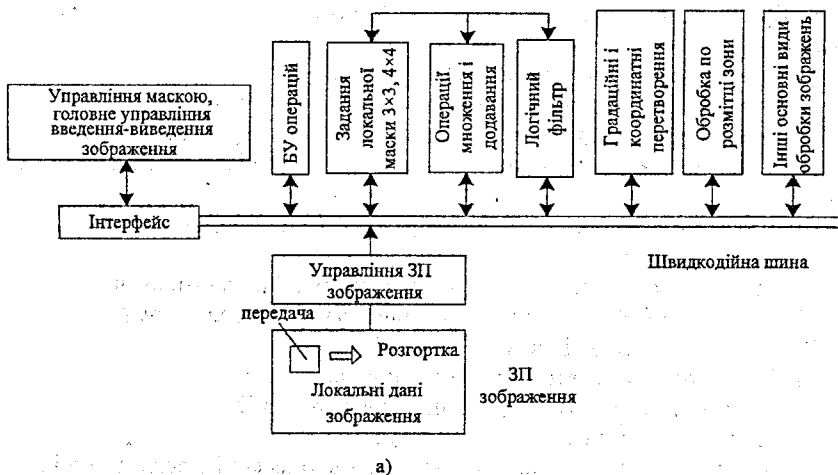 Управління маскою,
головне управління
введення-виведення
зображення
БУ операцій
Задання
локальної
маски 3×3, 4×4
Операції
множення і
додавання
Логічний
фільтр
Градаційні і
координатні
перетворення
Обробка по
розмітці зони
Інші основні види
обробки зображень
Інтерфейс
Швидкодійна шина
Управління ЗП
зображення
передача
Розгортка
Локальні дані
зображення
ЗП
зображення
а)